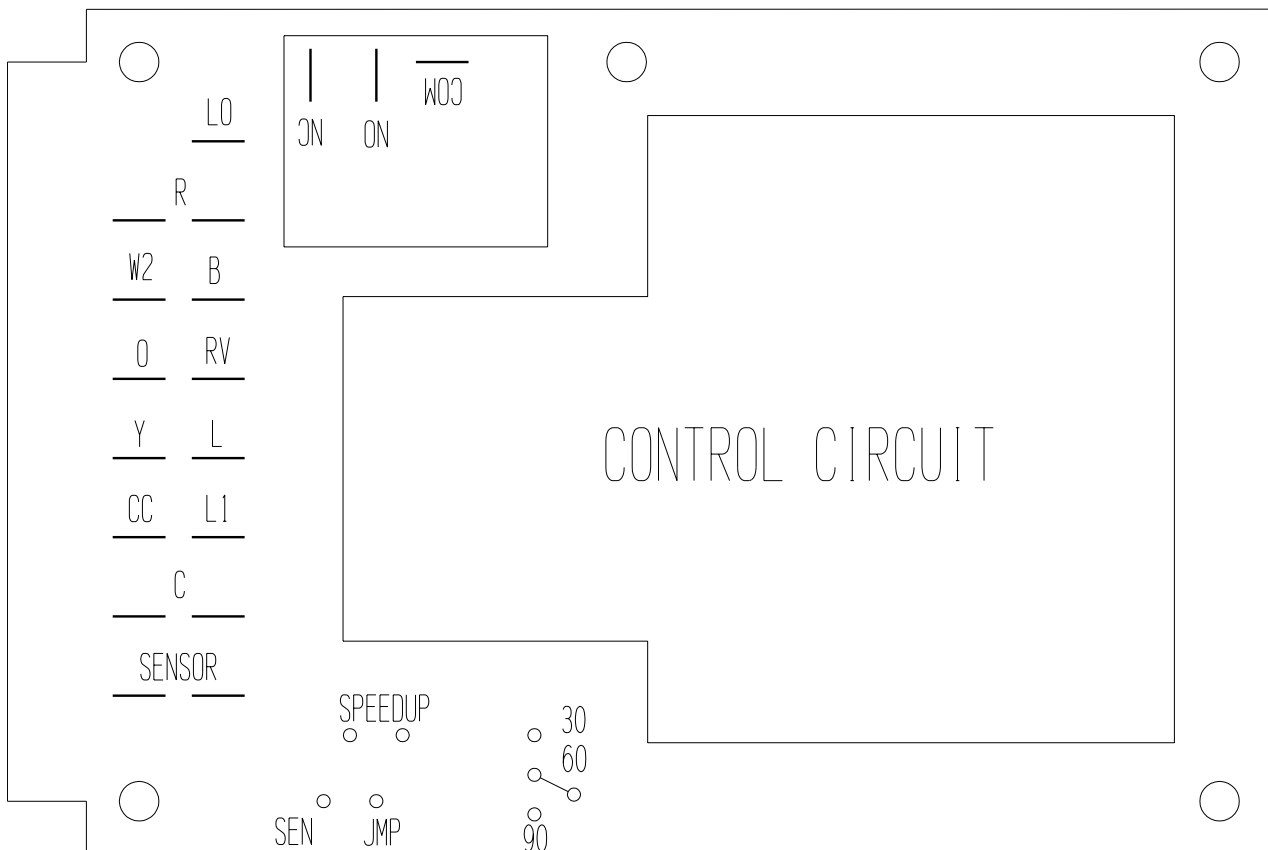 LO
COM
NC
NO
R
W2
B
O
RV
Y
L
CONTROL CIRCUIT
CC
L1
C
SENSOR
SPEEDUP
30
60
90
SEN
JMP